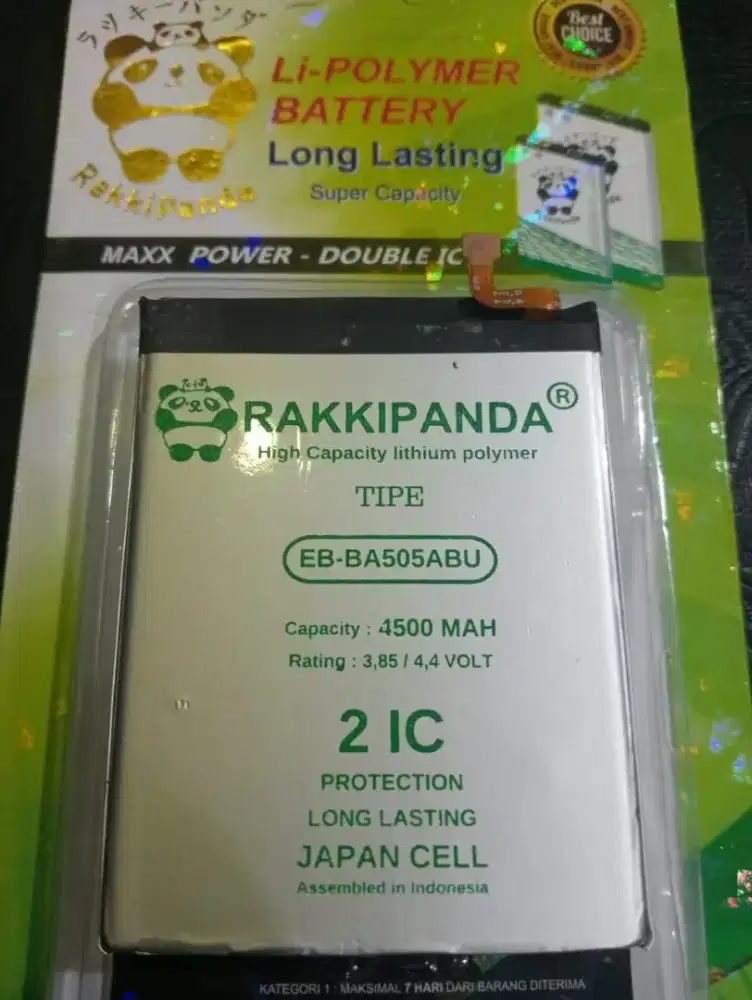 ラッキーパンダ
RakkiPanda
Best
CHOICE
Li-POLYMER
BATTERY
Long Lasting
Super Capacity
MAXX POWER - DOUBLE IC
RAKKIPANDA®
High Capacity lithium polymer
TIPE
EB-BA505ABU
Capacity : 4500 MAH
Rating : 3,85 / 4,4 VOLT
2 IC
PROTECTION
LONG LASTING
JAPAN CELL
Assembled in Indonesia
KATEGORI 1 : MAKSIMAL 7 HARI DARI BARANG DITERIMA